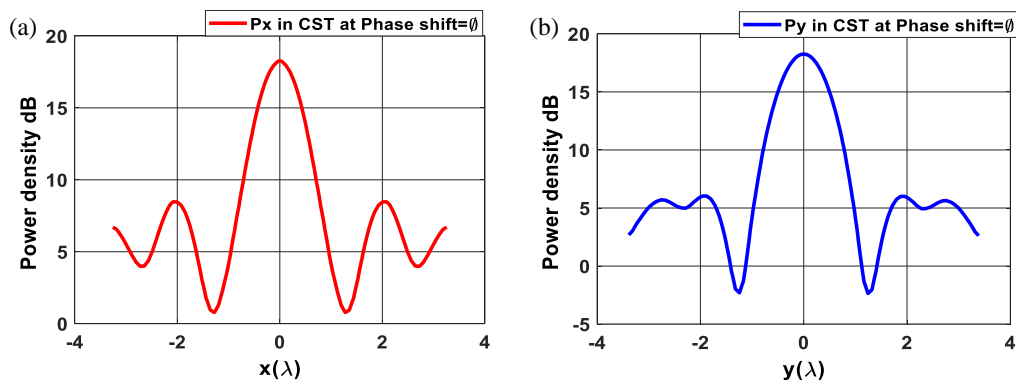 (a)
Px in CST at Phase shift=∅
20
15
10
5
0
Power density dB
-4 -2 0 2 4
x(λ)
(b)
Py in CST at Phase shift=∅
20
15
10
5
0
-5
Power density dB
-4 -2 0 2 4
y(λ)